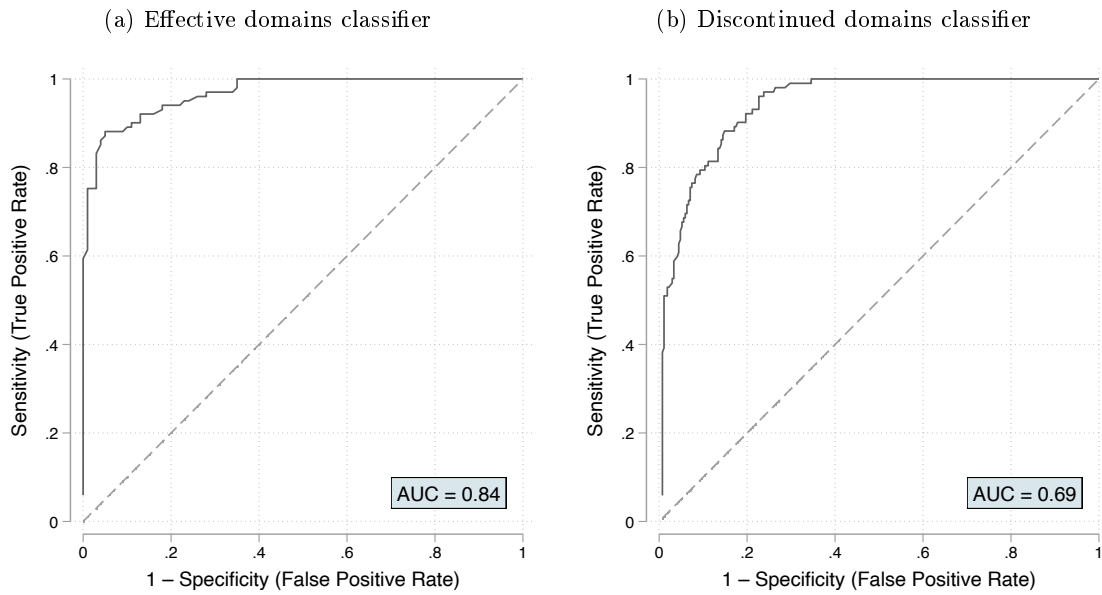 (a) Effective domains classifier
Sensitivity (True Positive Rate)
1
.8
.6
.4
.2
0
AUC = 0.84
0 .2 .4 .6 .8 1
1 – Specificity (False Positive Rate)
(b) Discontinued domains classifier
Sensitivity (True Positive Rate)
1
.8
.6
.4
.2
0
AUC = 0.69
0 .2 .4 .6 .8 1
1 – Specificity (False Positive Rate)